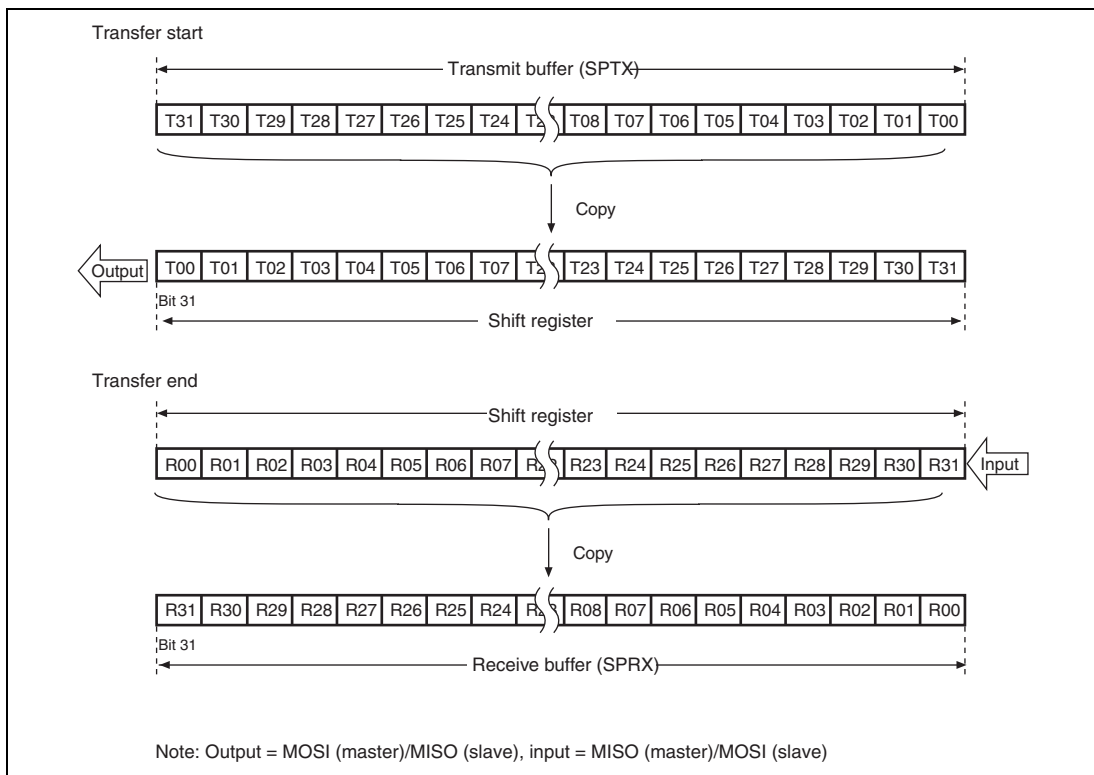 Transfer start
Transmit buffer (SPTX)
T31 T30 T29 T28 T27 T26 T25 T24 T08 T07 T06 T05 T04 T03 T02 T01 T00
Copy
Output T00 T01 T02 T03 T04 T05 T06 T07 T23 T24 T25 T26 T27 T28 T29 T30 T31
Bit 31
Shift register
Transfer end
Shift register
R00 R01 R02 R03 R04 R05 R06 R07 R23 R24 R25 R26 R27 R28 R29 R30 R31 Input
Copy
R31 R30 R29 R28 R27 R26 R25 R24 R08 R07 R06 R05 R04 R03 R02 R01 R00
Bit 31
Receive buffer (SPRX)
Note: Output = MOSI (master)/MISO (slave), input = MISO (master)/MOSI (slave)